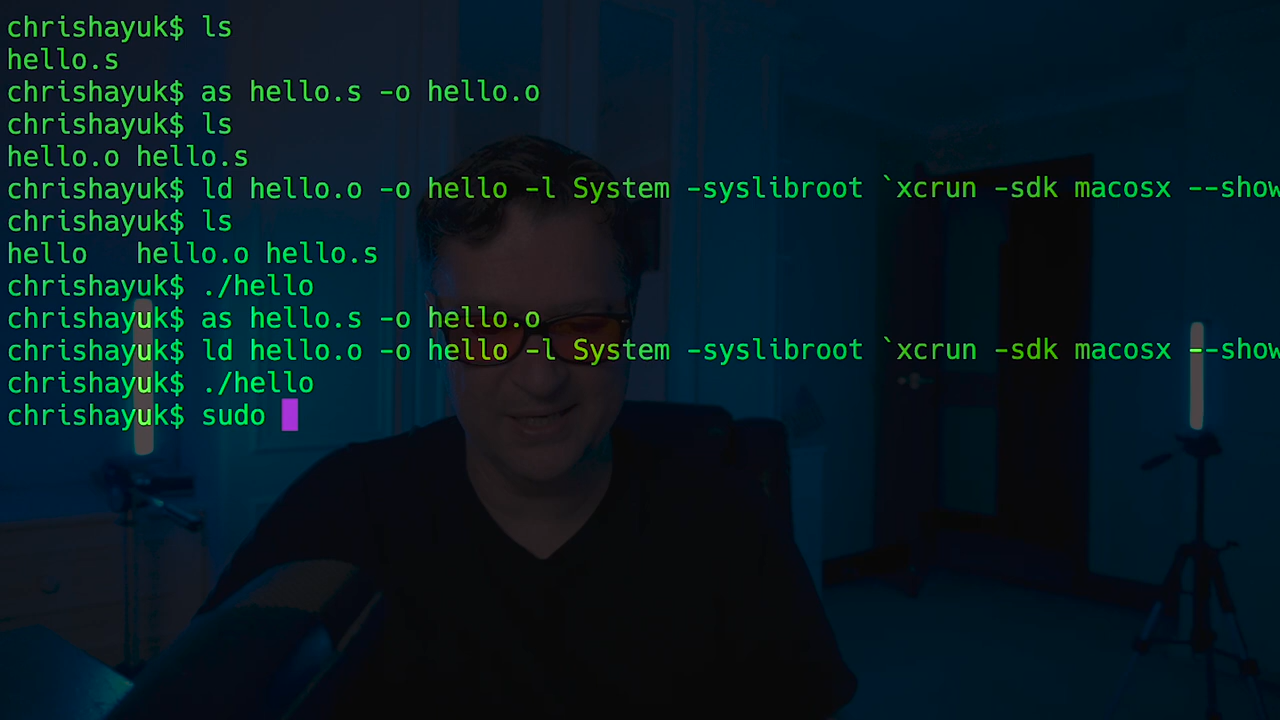 chrishayuk$ ls
hello.s
chrishayuk$ as hello.s -o hello.o
chrishayuk$ ls
hello.o hello.s
chrishayuk$ ld hello.o -o hello -l System -syslibroot `xcrun -sdk macosx --show
chrishayuk$ ls
hello   hello.o hello.s
chrishayuk$ ./hello
chrishayuk$ as hello.s -o hello.o
chrishayuk$ ld hello.o -o hello -l System -syslibroot `xcrun -sdk macosx --show
chrishayuk$ ./hello
chrishayuk$ sudo